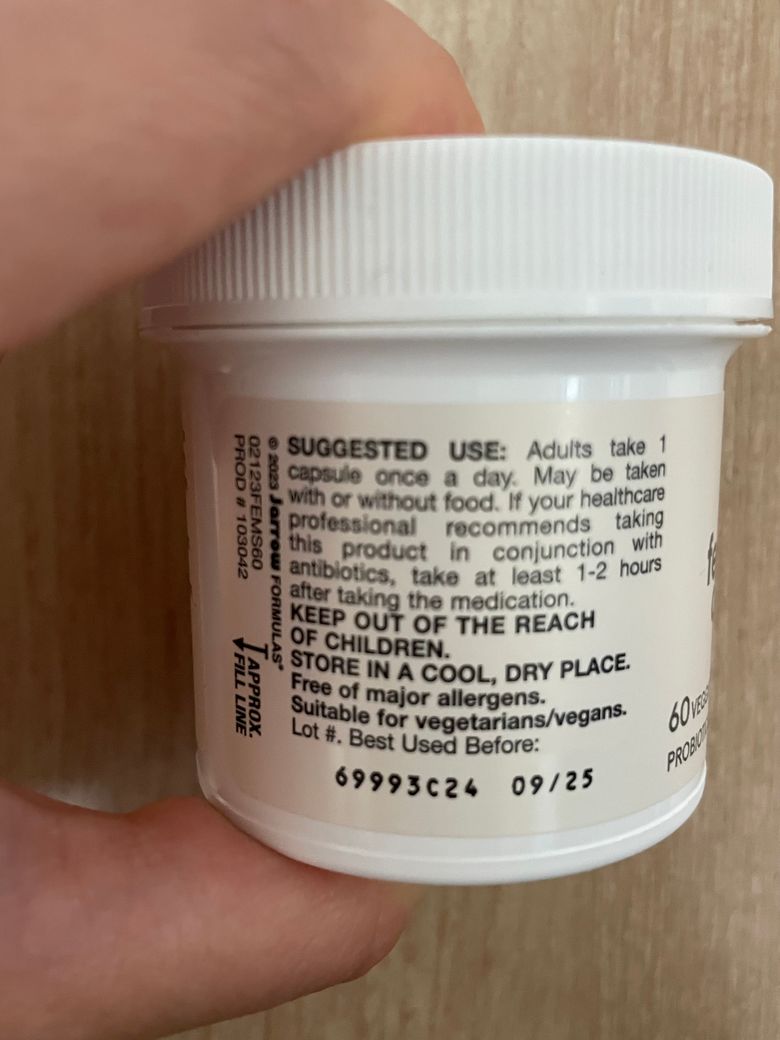 SUGGESTED USE: Adults take 1
capsule once a day. May be taken
with or without food. If your healthcare
professional recommends taking
this product in conjunction with
antibiotics, take at least 1-2 hours
after taking the medication.
KEEP OUT OF THE REACH
OF CHILDREN.
STORE IN A COOL, DRY PLACE.
Free of major allergens.
Suitable for vegetarians/vegans.
Lot #. Best Used Before:
69993C24 09/25
© 2023 Jarrow FORMULAS®
02123FEMS60
PROD # 103042
APPROX.
FILL LINE
60